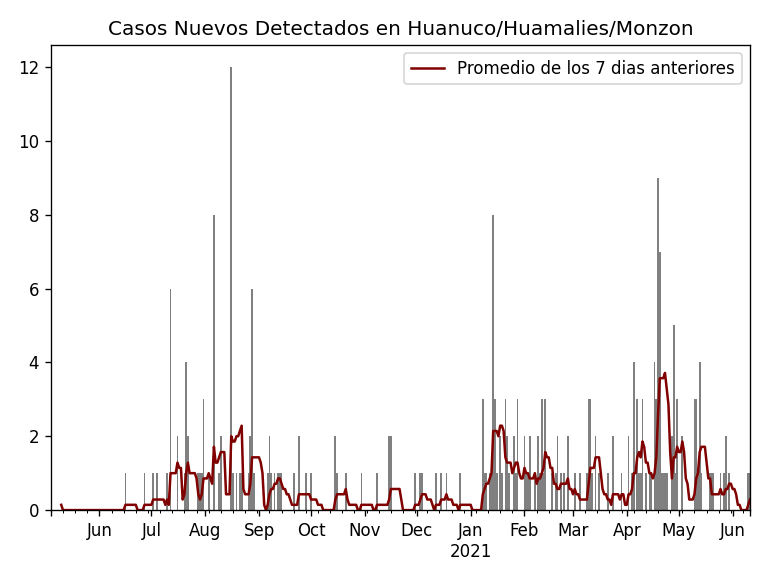 Casos Nuevos Detectados en Huanuco/Huamalies/Monzon
Promedio de los 7 dias anteriores
12
10
8
6
4
2
0
Jun Jul Aug Sep Oct Nov Dec Jan Feb Mar Apr May Jun
2021